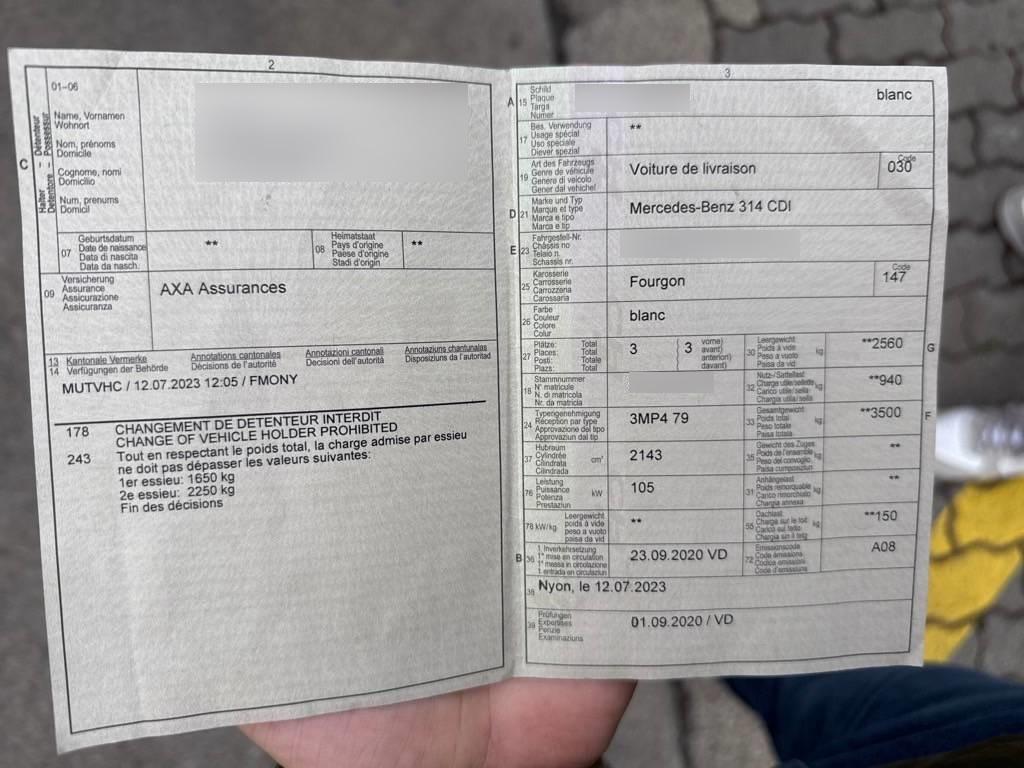 2
01-06
C
Halter - Détenteur
Detentore - Possessur
Name, Vornamen
Wohnort
Nom, prénoms
Domicile
Cognome, nomi
Domicilio
Num, prenums
Domicil
07
Geburtsdatum
Date de naissance
Data di nascita
Data da nasch.
**
08
Heimatstaat
Pays d'origine
Paese d'origine
Stadi d'origin
**
09
Versicherung
Assurance
Assicurazione
Assicuranza
AXA Assurances
13
14
Kantonale Vermerke
Verfügungen der Behörde
Annotations cantonales
Décisions de l'autorité
Annotazioni cantonali
Decisioni dell'autorità
Annotaziuns chantunalas
Disposiziuns da l'autoritad
MUTVHC / 12.07.2023 12:05 / FMONY
178 CHANGEMENT DE DETENTEUR INTERDIT
CHANGE OF VEHICLE HOLDER PROHIBITED
243 Tout en respectant le poids total, la charge admise par essieu
ne doit pas dépasser les valeurs suivantes:
1er essieu: 1650 kg
2e essieu: 2250 kg
Fin des décisions
3
A 15
Schild
Plaque
Targa
Numer
blanc
17
Bes. Verwendung
Usage spécial
Uso speciale
Diever spezial
**
19
Art des Fahrzeugs
Genre de véhicule
Genere di veicolo
Gener dal vehichel
Voiture de livraison
Code
030
D 21
Marke und Typ
Marque et type
Marca e tipo
Marca e tip
Mercedes-Benz 314 CDI
E 23
Fahrgestell-Nr.
Châssis no
Telaio n.
Schassis nr.
25
Karosserie
Carrosserie
Carrozzeria
Carossaria
Fourgon
Code
147
26
Farbe
Couleur
Colore
Colur
blanc
27
Plätze: Total
Places: Total
Posti: Totale
Plazs: Total
3
3
vorne)
avant)
anteriori)
davant)
30
Leergewicht
Poids à vide
Peso a vuoto
Paisa da vid
kg
**2560
G
18
Stammnummer
N° matricule
N. di matricola
Nr. da matricla
32
Nutz-/Sattellast
Charge utile/sellette
Carico utile/sella
Chargia utila/sella
kg
**940
24
Typengenehmigung
Réception par type
Approvazione del tipo
Approvaziun dal tip
3MP4 79
33
Gesamtgewicht
Poids total
Peso totale
Paisa totala
kg
**3500
F
37
Hubraum
Cylindrée
Cilindrata
Cilindrada
cm³
2143
35
Gewicht des Zuges
Poids de l'ensemble
Peso del convoglio
Paisa cumposiziun
kg
**
76
Leistung
Puissance
Potenza
Prestaziun
kW
105
31
Anhängelast
Poids remorquable
Carico rimorchiato
Chargia annexa
kg
**
78 kW/kg
Leergewicht
poids à vide
peso a vuoto
paisa da vid
**
55
Dachlast
Charge sur le toit
Carico sul tetto
Chargia sin il tetg
kg
**150
B 36
1. Inverkehrsetzung
1re mise en circulation
1a messa in circolazione
1. entrada en circulaziun
23.09.2020 VD
72
Emissionscode
Code émissions
Codice emissioni
Code d'emissiuns
A08
38
Nyon, le 12.07.2023
39
Prüfungen
Expertises
Perizie
Examinaziuns
01.09.2020 / VD